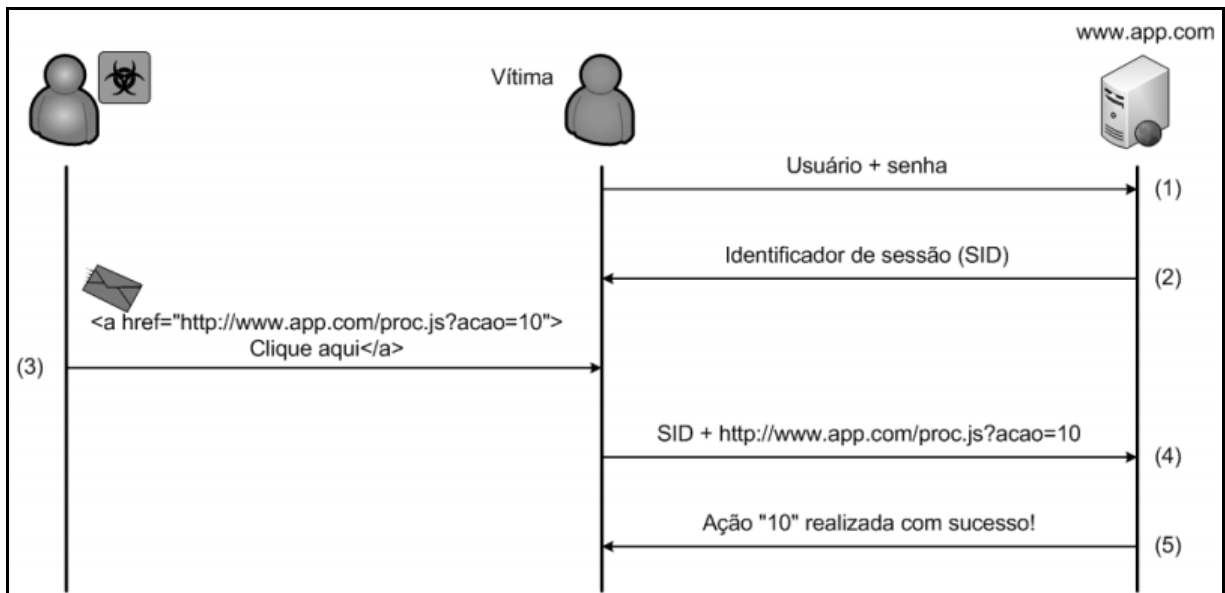 www.app.com
Vítima
Usuário + senha
(1)
Identificador de sessão (SID)
(2)
<a href="http://www.app.com/proc.js?acao=10">
Clique aqui</a>
(3)
SID + http://www.app.com/proc.js?acao=10
(4)
Ação "10" realizada com sucesso!
(5)